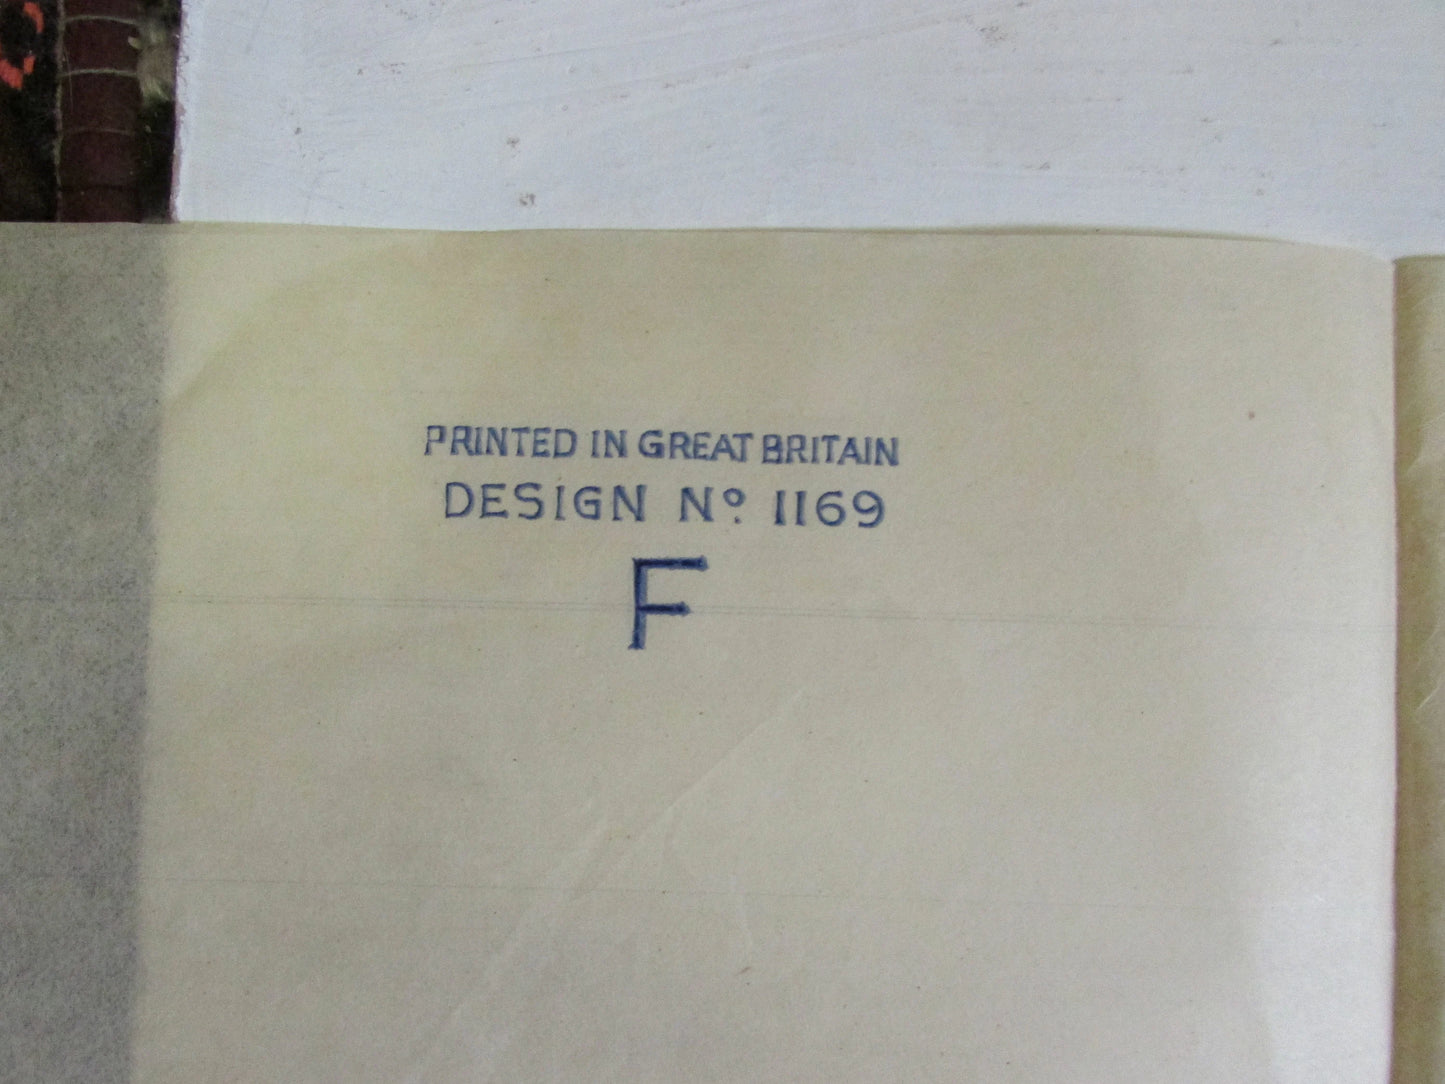 PRINTED IN GREAT BRITAIN
DESIGN Nº 1169
F